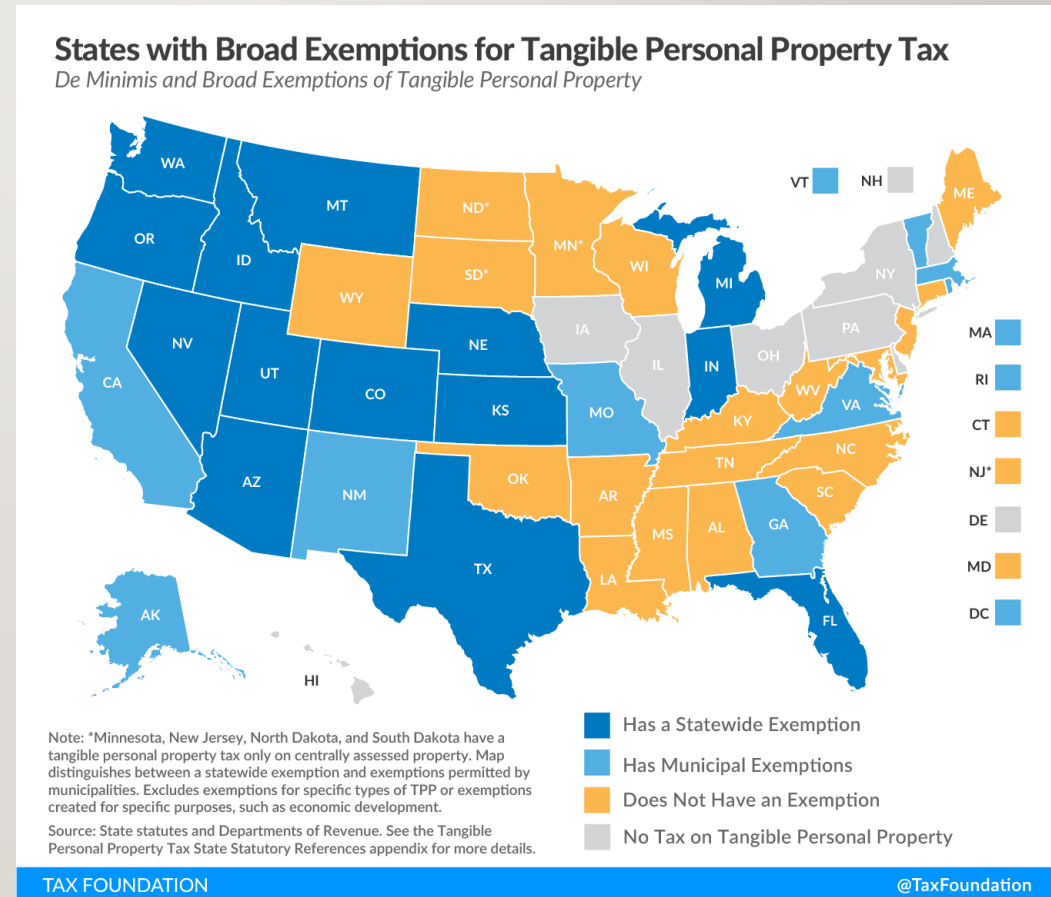 States with Broad Exemptions for Tangible Personal Property Tax
De Minimis and Broad Exemptions of Tangible Personal Property
WA
MT
ND*
MN*
VT
NH
ME
OR
ID
SD*
WI
MI
NY
WY
IA
PA
NE
IL
IN
OH
MA
NV
UT
CO
KS
MO
WV
VA
RI
CA
KY
CT
AZ
NM
OK
AR
TN
NC
NJ*
MS
AL
GA
SC
DE
TX
LA
MD
AK
FL
DC
HI
Has a Statewide Exemption
Has Municipal Exemptions
Does Not Have an Exemption
No Tax on Tangible Personal Property
Note: *Minnesota, New Jersey, North Dakota, and South Dakota have a
tangible personal property tax only on centrally assessed property. Map
distinguishes between a statewide exemption and exemptions permitted by
municipalities. Excludes exemptions for specific types of TPP or exemptions
created for specific purposes, such as economic development.
Source: State statutes and Departments of Revenue. See the Tangible
Personal Property Tax State Statutory References appendix for more details.
TAX FOUNDATION
@TaxFoundation